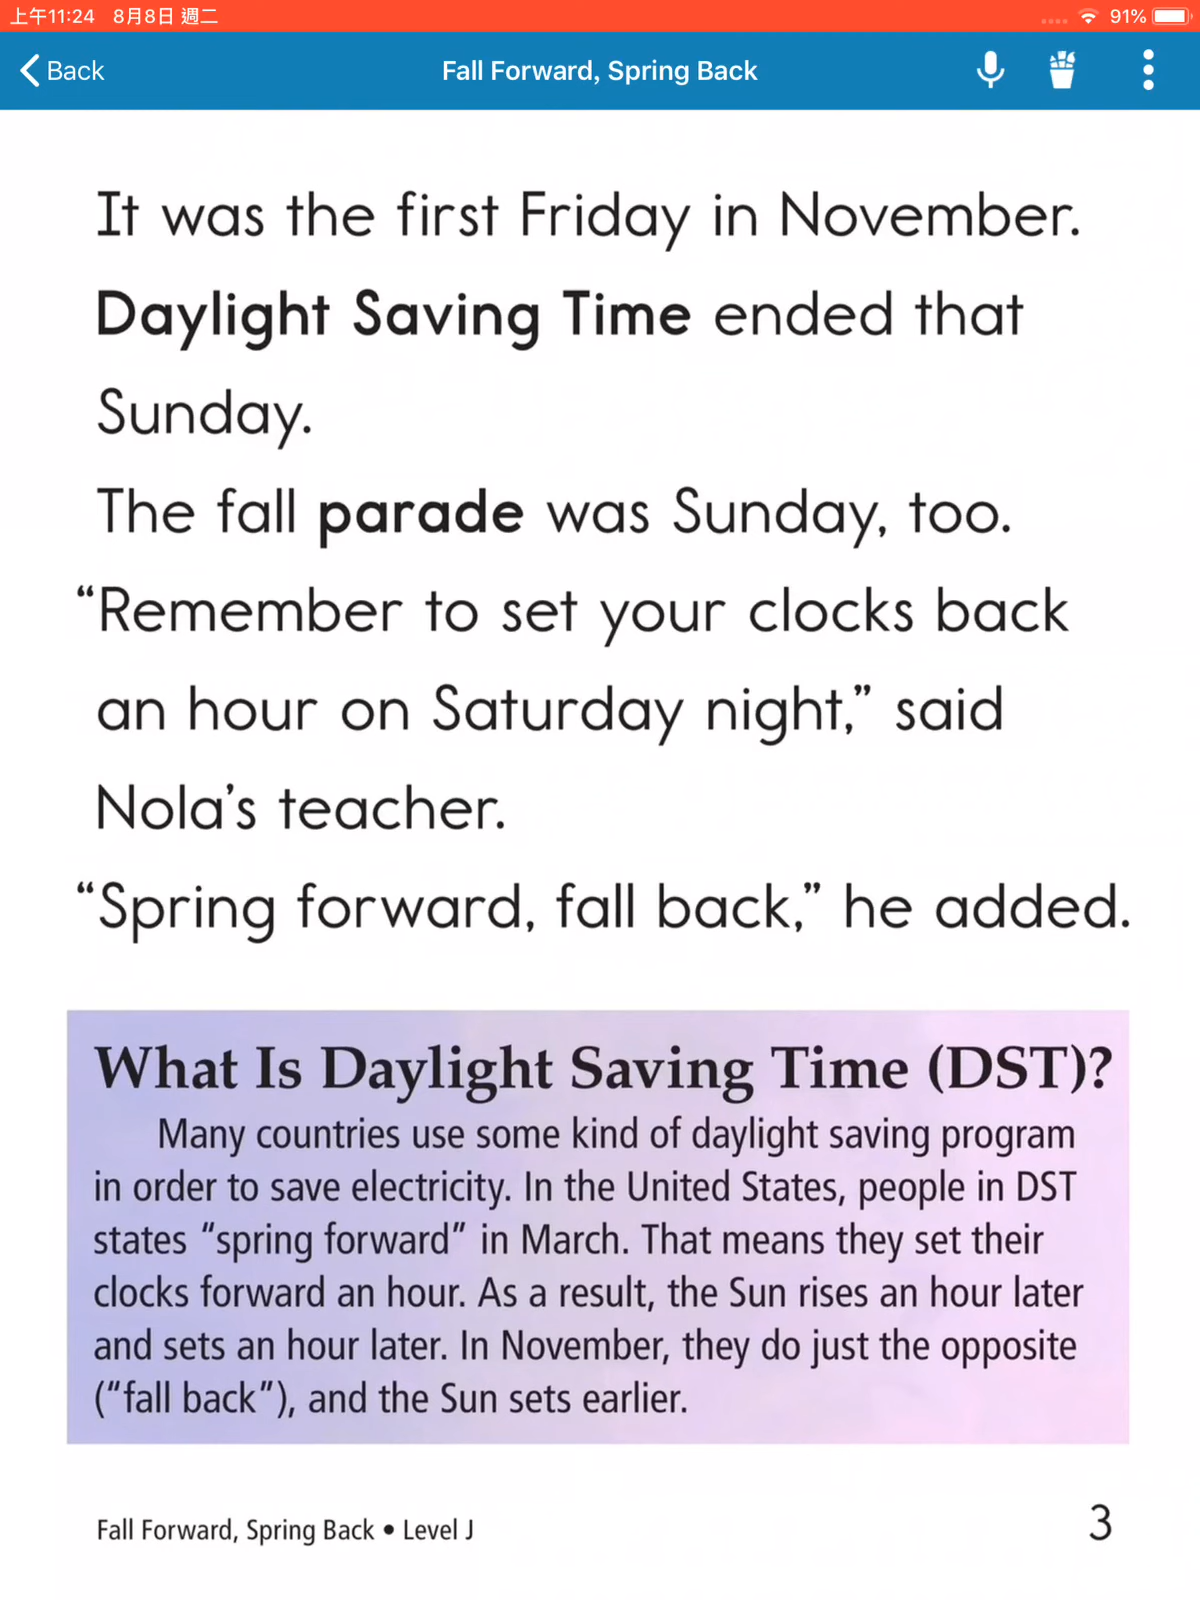 上午11:24 8月8日 週二
91%
Back
Fall Forward, Spring Back
It was the first Friday in November.
Daylight Saving Time ended that
Sunday.
The fall parade was Sunday, too.
“Remember to set your clocks back
an hour on Saturday night,” said
Nola’s teacher.
“Spring forward, fall back,” he added.
What Is Daylight Saving Time (DST)?
Many countries use some kind of daylight saving program
in order to save electricity. In the United States, people in DST
states “spring forward” in March. That means they set their
clocks forward an hour. As a result, the Sun rises an hour later
and sets an hour later. In November, they do just the opposite
(“fall back”), and the Sun sets earlier.
Fall Forward, Spring Back • Level J
3